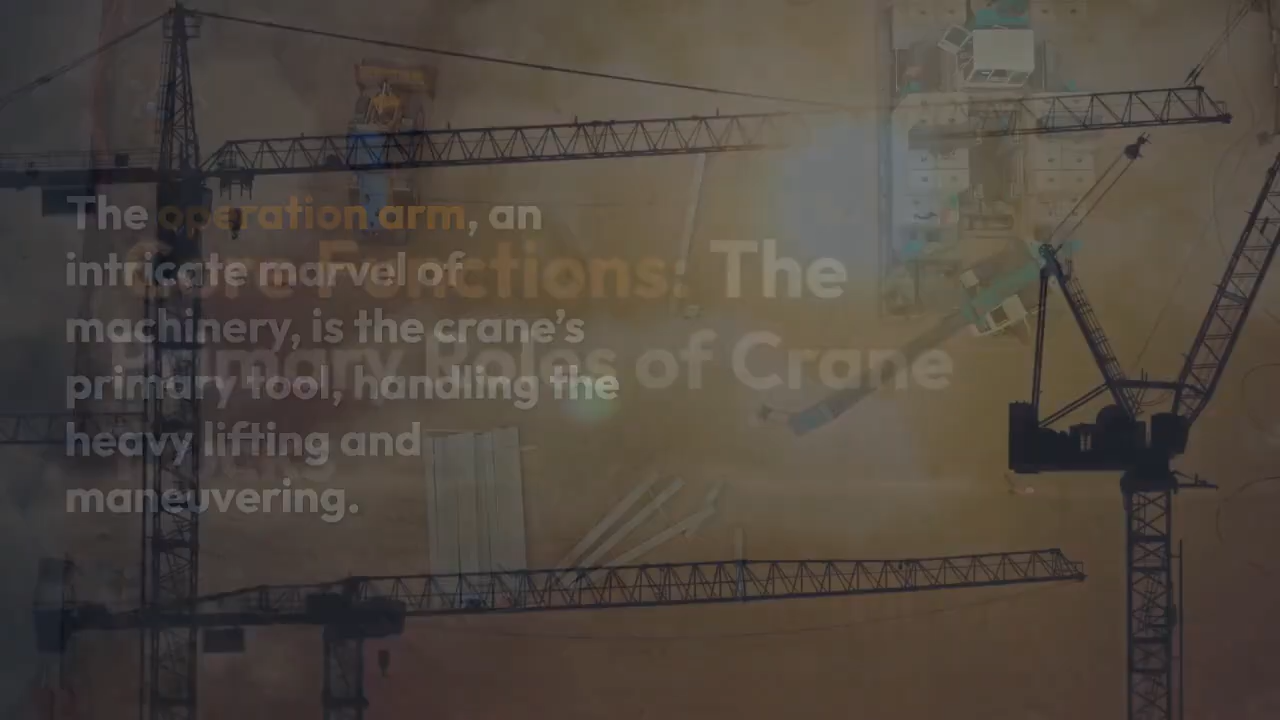 The operation arm, an
intricate marvel of
machinery, is the crane's
primary tool, handling the
heavy lifting and
maneuvering.
Core Functions: The
Primary Roles of Crane